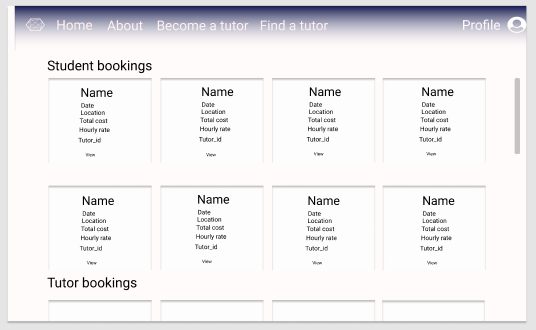 Home About Become a tutor Find a tutor Profile
Student bookings
Name Name Name Name
Date Date Date Date
Location Location Location Location
Total cost Total cost Total cost Total cost
Hourly rate Hourly rate Hourly rate Hourly rate
Tutor_id Tutor_id Tutor_id Tutor_id
View View View View
Name Name Name Name
Date Date Date Date
Location Location Location Location
Total cost Total cost Total cost Total cost
Hourly rate Hourly rate Hourly rate Hourly rate
Tutor_id Tutor_id Tutor_id Tutor_id
View View View View
Tutor bookings